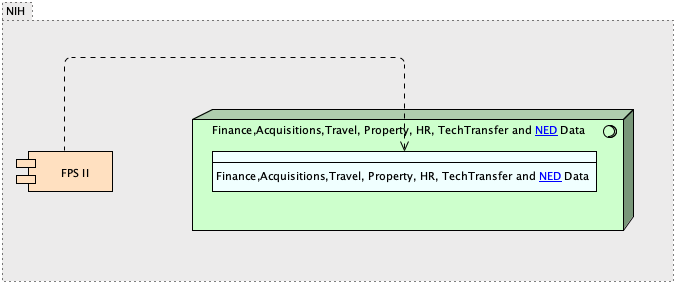 NIH
Finance,Acquisitions,Travel, Property, HR, TechTransfer and NED Data
FPS II
Finance,Acquisitions,Travel, Property, HR, TechTransfer and NED Data